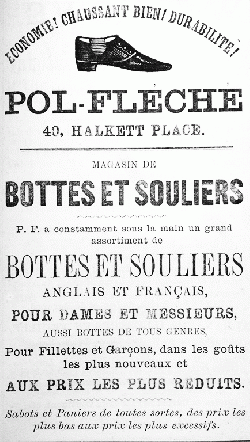 ECONOMIE! CHAUSSANT BIEN! DURABILITÉ!
POL-FLÉCHÉ
40, HALKETT PLACE.
MAGASIN DE
BOTTES ET SOULIERS
P. F. a constamment sous la main un grand
assortiment de
BOTTES ET SOULIERS
ANGLAIS ET FRANÇAIS,
POUR DAMES ET MESSIEURS,
AUSSI BOTTES DE TOUS GENRES,
Pour Fillettes et Garçons, dans les goûts
les plus nouveaux et
AUX PRIX LES PLUS REDUITS.
Sabots et Paniers de toutes sortes, des prix les
plus bas aux prix les plus excessifs.